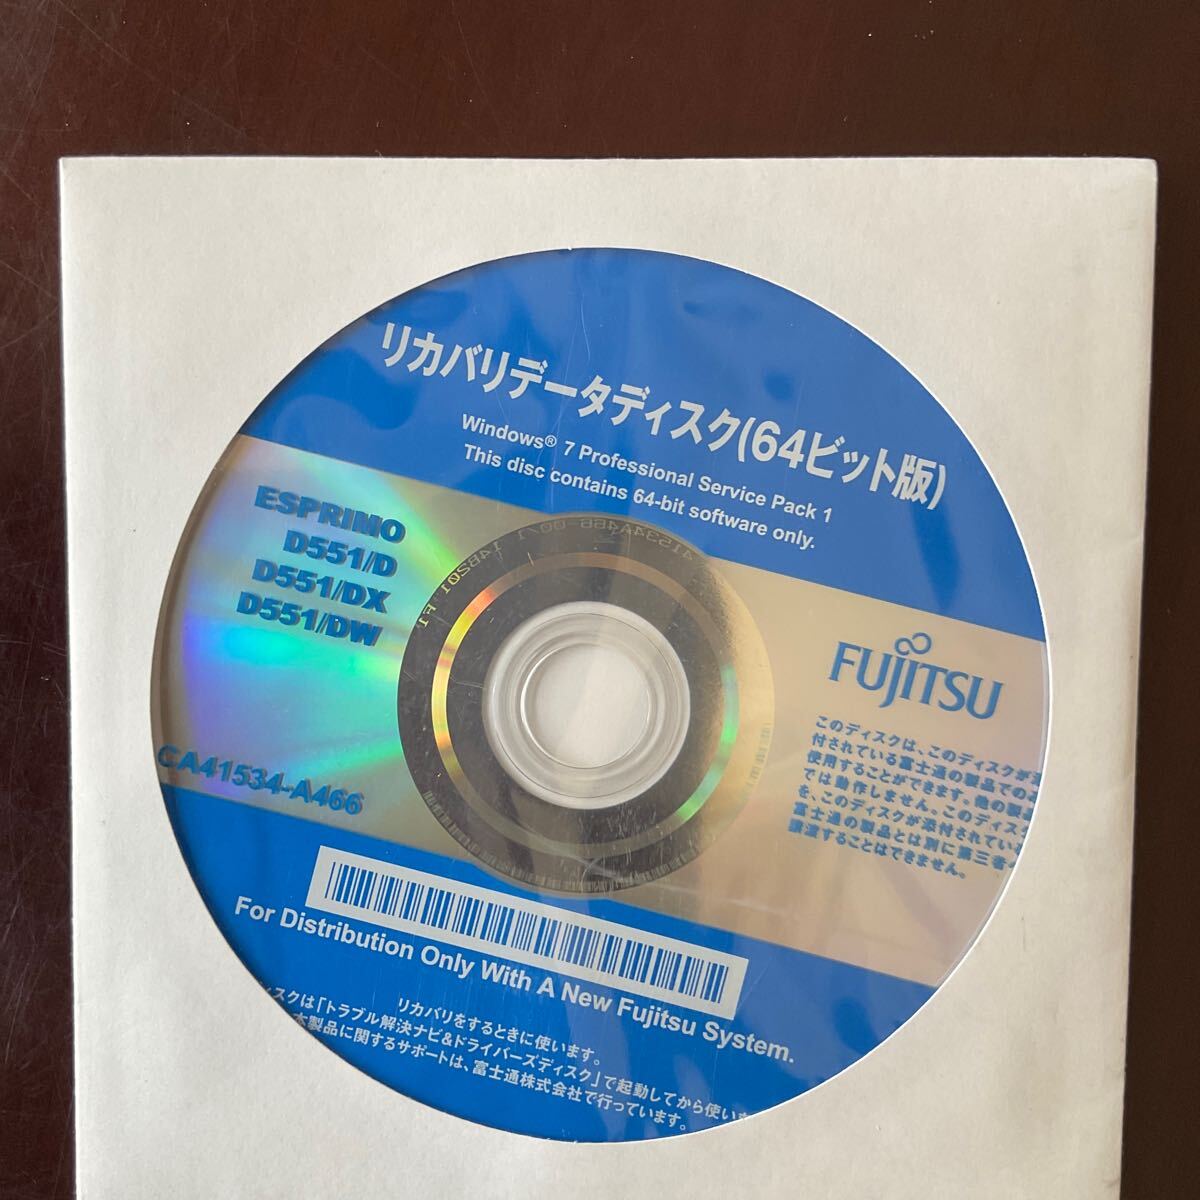 リカバリデータディスク(64ビット版)
Windows® 7 Professional Service Pack 1
This disc contains 64-bit software only.
ESPRIMO
D551/D
D551/DX
D551/DW
CA41534-A466
41534A466-00/1 14B201 F1
FUJITSU
このディスクは、このディスクが
付されている富士通の製品での
使用することができます。他の製
では動作しません。このディス
を、このディスクが添付されている
富士通の製品とは別に第三者
譲渡することはできません。
For Distribution Only With A New Fujitsu System.
リカバリをするときに使います。
ィスクは「トラブル解決ナビ&ドライバーズディスク」で起動してから使い
本製品に関するサポートは、富士通株式会社で行っています。